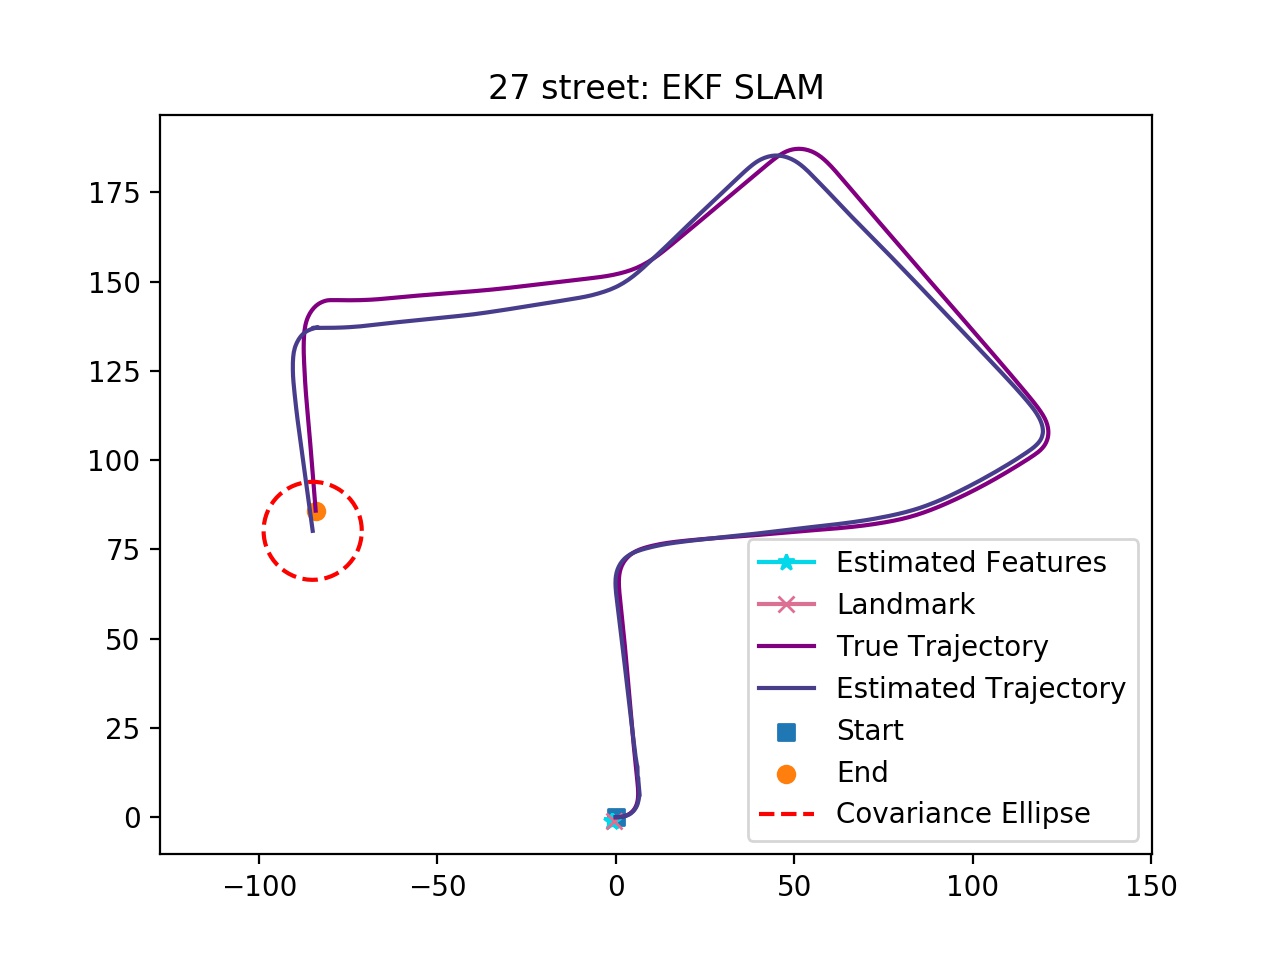 27 street: EKF SLAM
175
150
125
100
75
50
25
0
−100
−50
0
50
100
150
Estimated Features
Landmark
True Trajectory
Estimated Trajectory
Start
End
Covariance Ellipse